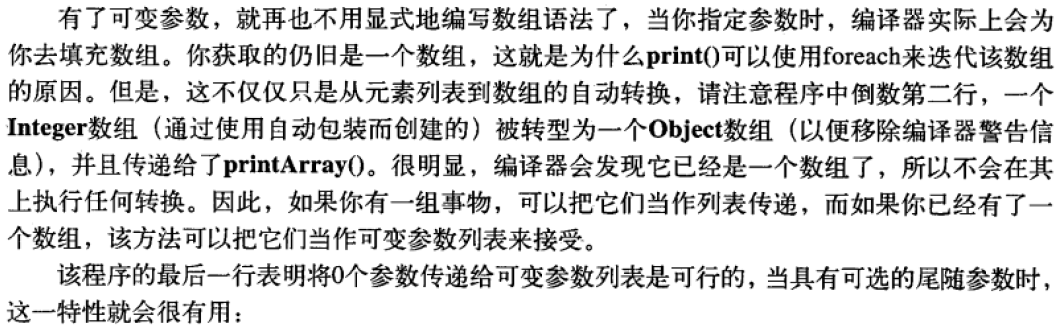 有了可变参数，就再也不用显式地编写数组语法了，当你指定参数时，编译器实际上会为
你去填充数组。你获取的仍旧是一个数组，这就是为什么print()可以使用foreach来迭代该数组
的原因。但是，这不仅仅只是从元素列表到数组的自动转换，请注意程序中倒数第二行，一个
Integer数组（通过使用自动包装而创建的）被转型为一个Object数组（以便移除编译器警告信
息），并且传递给了printArray()。很明显，编译器会发现它已经是一个数组了，所以不会在其
上执行任何转换。因此，如果你有一组事物，可以把它们当作列表传递，而如果你已经有了一
个数组，该方法可以把它们当作可变参数列表来接受。
该程序的最后一行表明将0个参数传递给可变参数列表是可行的，当具有可选的尾随参数时，
这一特性就会很有用：